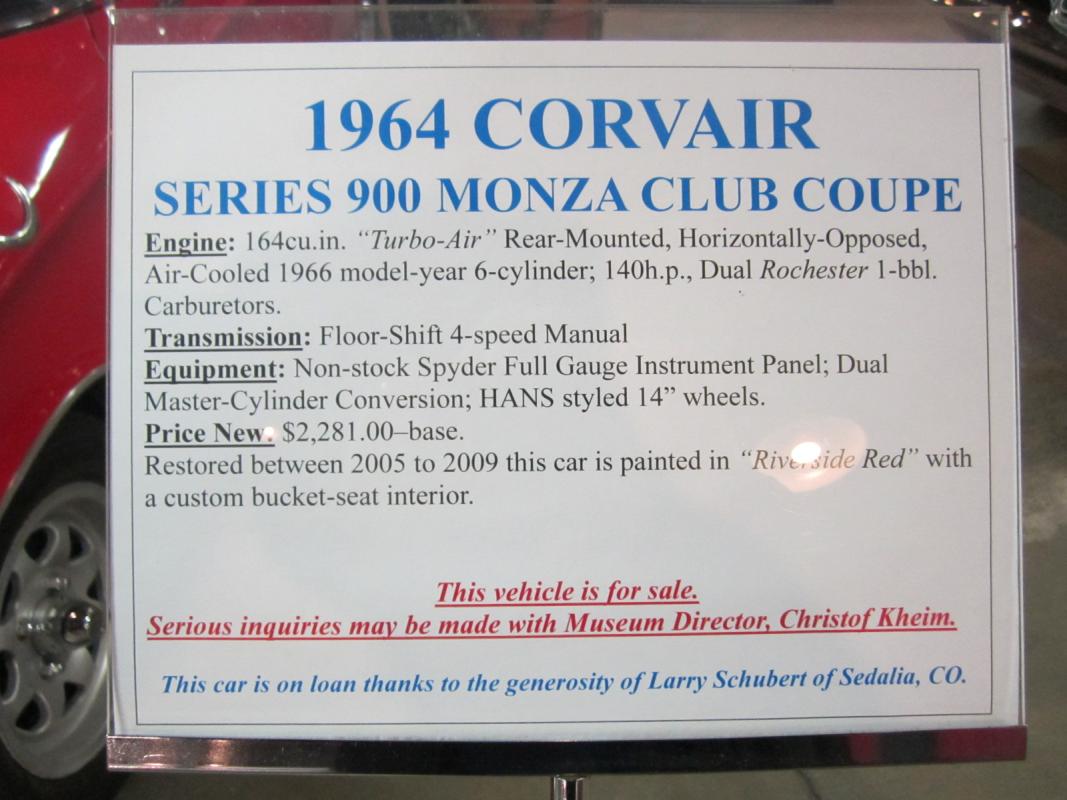 1964 CORVAIR
SERIES 900 MONZA CLUB COUPE
Engine: 164cu.in. “Turbo-Air” Rear-Mounted, Horizontally-Opposed,
Air-Cooled 1966 model-year 6-cylinder; 140h.p., Dual Rochester 1-bbl.
Carburetors.
Transmission: Floor-Shift 4-speed Manual
Equipment: Non-stock Spyder Full Gauge Instrument Panel; Dual
Master-Cylinder Conversion; HANS styled 14” wheels.
Price New: $2,281.00–base.
Restored between 2005 to 2009 this car is painted in “Riverside Red” with
a custom bucket-seat interior.
This vehicle is for sale.
Serious inquiries may be made with Museum Director, Christof Kheim.
This car is on loan thanks to the generosity of Larry Schubert of Sedalia, CO.